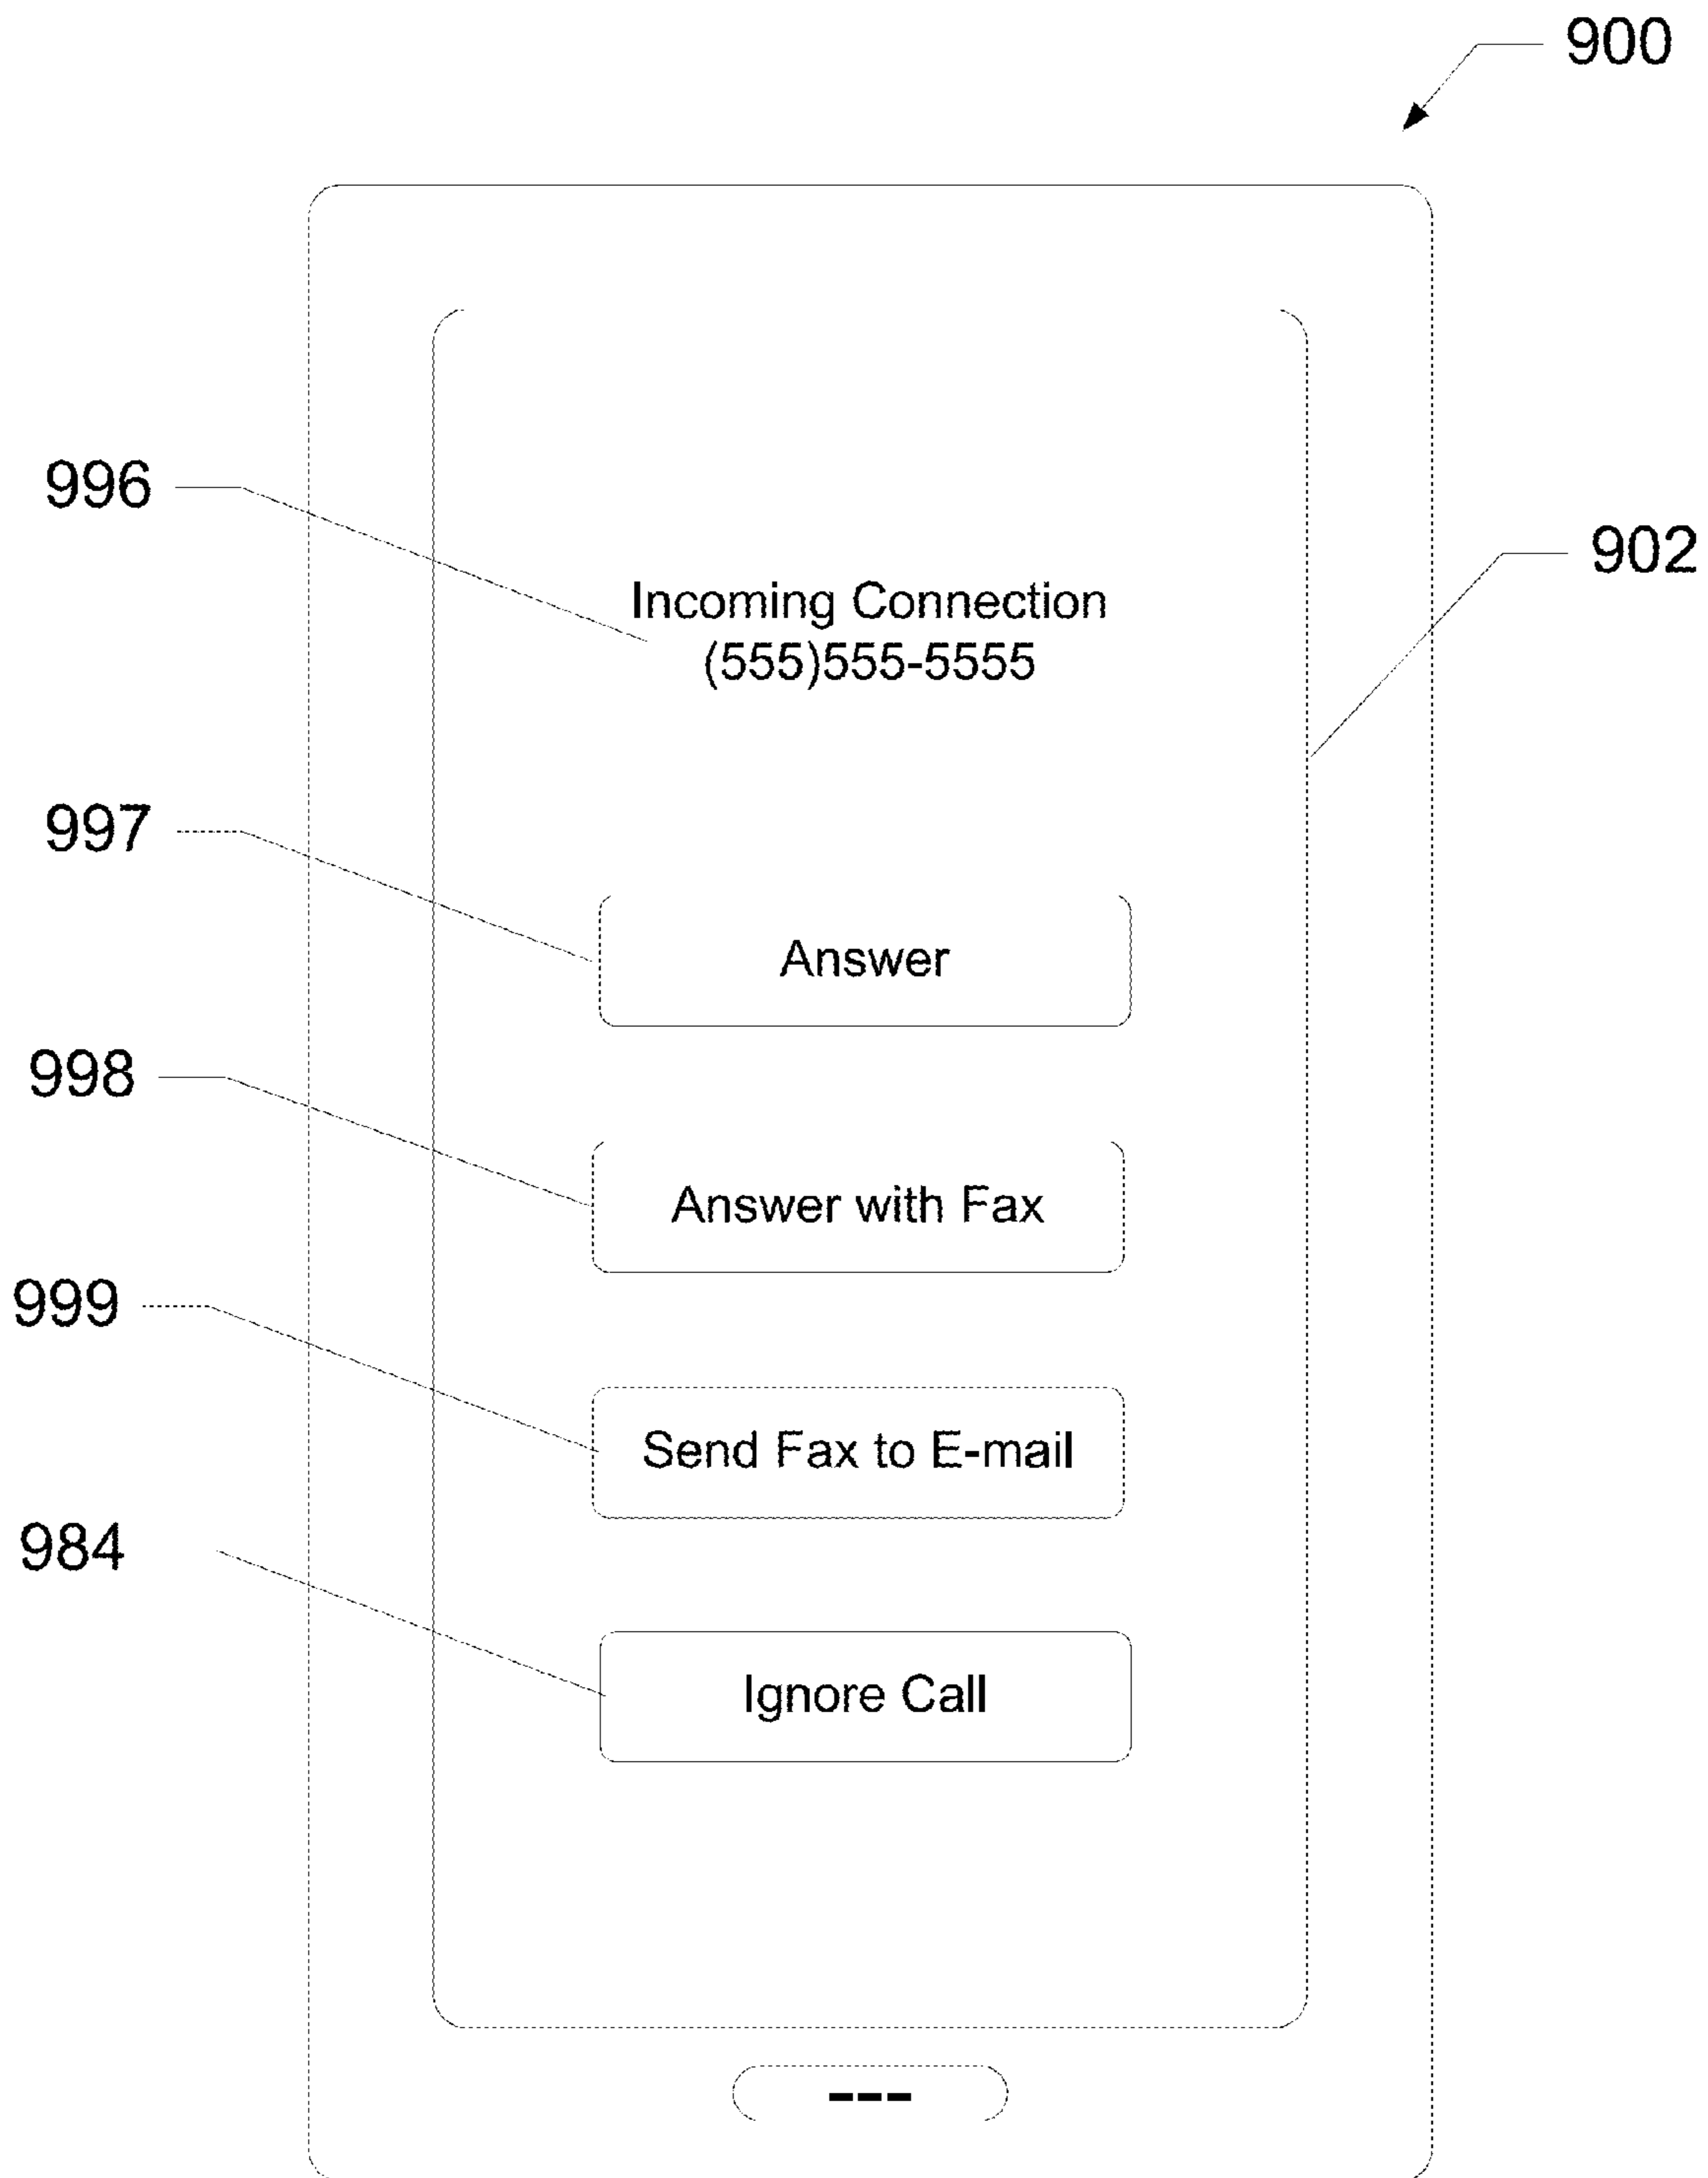 900
996
902
Incoming Connection
(555)555-5555
997
Answer
998
Answer with Fax
999
Send Fax to E-mail
984
Ignore Call
---